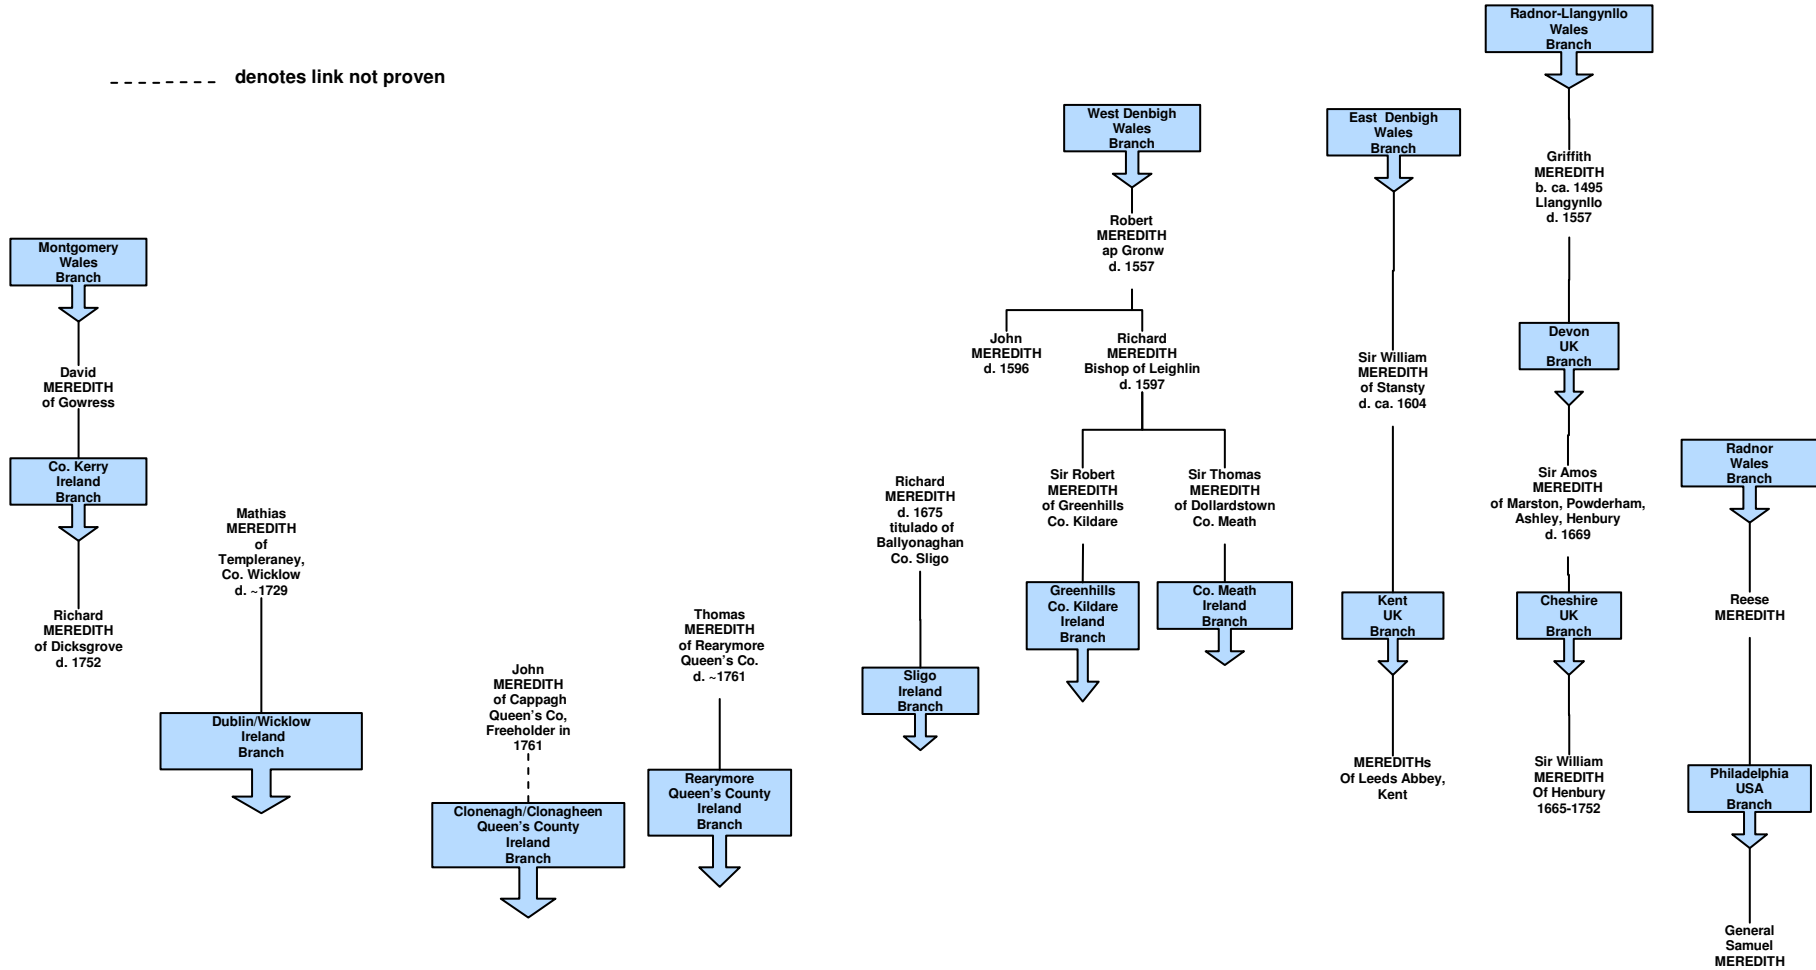 denotes link not proven
Montgomery
Wales
Branch
David
MEREDITH
of Gowress
Co. Kerry
Ireland
Branch
Richard
MEREDITH
of Dicksgrove
d. 1752
Mathias
MEREDITH
of
Templeraney,
Co. Wicklow
d. ~1729
Dublin/Wicklow
Ireland
Branch
John
MEREDITH
of Cappagh
Queen's Co,
Freeholder in
1761
Clonenagh/Clonagheen
Queen's County
Ireland
Branch
Thomas
MEREDITH
of Rearymore
Queen's Co.
d. ~1761
Rearymore
Queen's County
Ireland
Branch
Richard
MEREDITH
d. 1675
titulado of
Ballyonaghan
Co. Sligo
Sligo
Ireland
Branch
West Denbigh
Wales
Branch
Robert
MEREDITH
ap Gronw
d. 1557
John
MEREDITH
d. 1596
Richard
MEREDITH
Bishop of Leighlin
d. 1597
Sir Robert
MEREDITH
of Greenhills
Co. Kildare
Greenhills
Co. Kildare
Ireland
Branch
Sir Thomas
MEREDITH
of Dollardstown
Co. Meath
Co. Meath
Ireland
Branch
East Denbigh
Wales
Branch
Sir William
MEREDITH
of Stansty
d. ca. 1604
Kent
UK
Branch
MEREDITHs
Of Leeds Abbey,
Kent
Radnor-Llangynllo
Wales
Branch
Griffith
MEREDITH
b. ca. 1495
Llangynllo
d. 1557
Devon
UK
Branch
Sir Amos
MEREDITH
of Marston, Powderham,
Ashley, Henbury
d. 1669
Cheshire
UK
Branch
Sir William
MEREDITH
Of Henbury
1665-1752
Radnor
Wales
Branch
Reese
MEREDITH
Philadelphia
USA
Branch
General
Samuel
MEREDITH